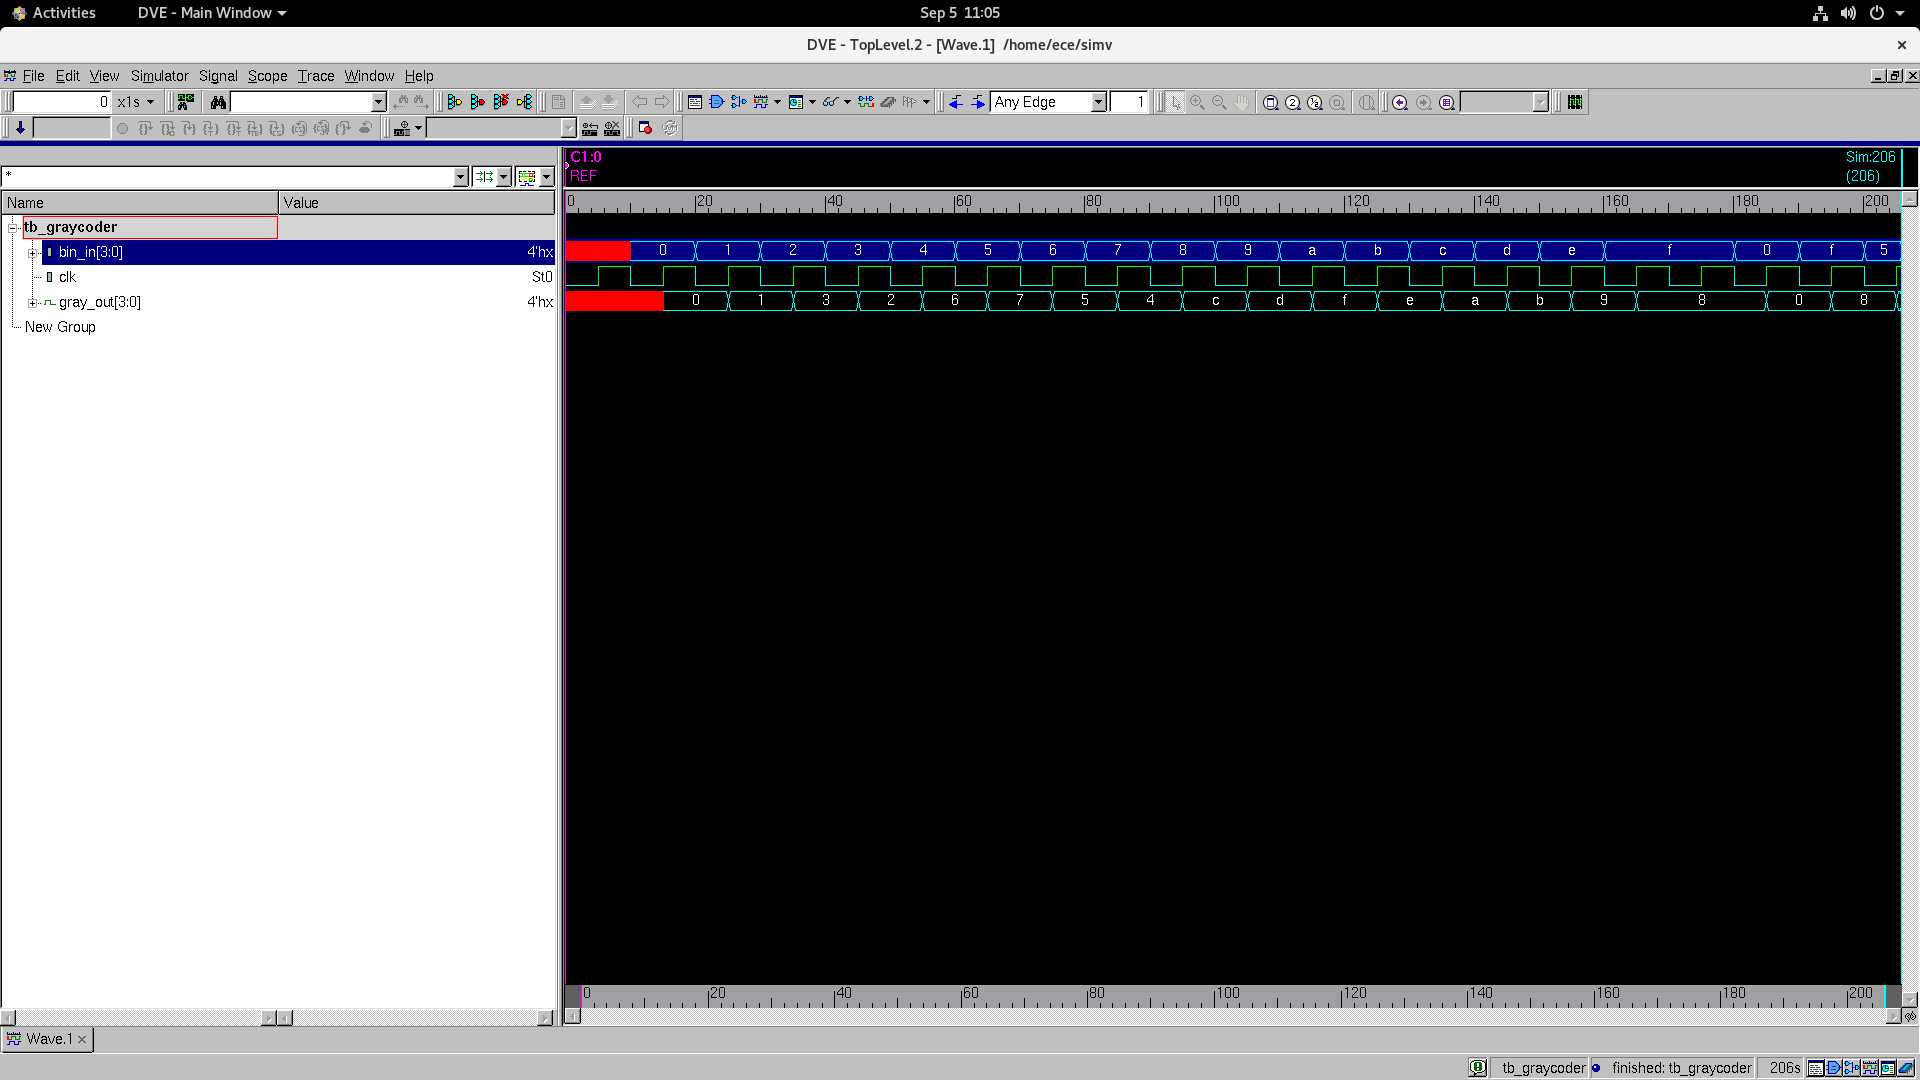 Activities DVE - Main Window Sep 5 11:05
DVE - TopLevel.2 - [Wave.1] /home/ece/simv
File Edit View Simulator Signal Scope Trace Window Help
0 x1s Any Edge 1
C1:0 Sim:206
REF (206)
*
Name Value
0 20 40 60 80 100 120 140 160 180 200
tb_graycoder
bin_in[3:0] 4'hx 0 1 2 3 4 5 6 7 8 9 a b c d e f 0 f 5
clk St0
gray_out[3:0] 4'hx 0 1 3 2 6 7 5 4 c d f e a b 9 8 0 8
New Group
0 20 40 60 80 100 120 140 160 180 200
Wave.1
tb_graycoder finished: tb_graycoder 206s